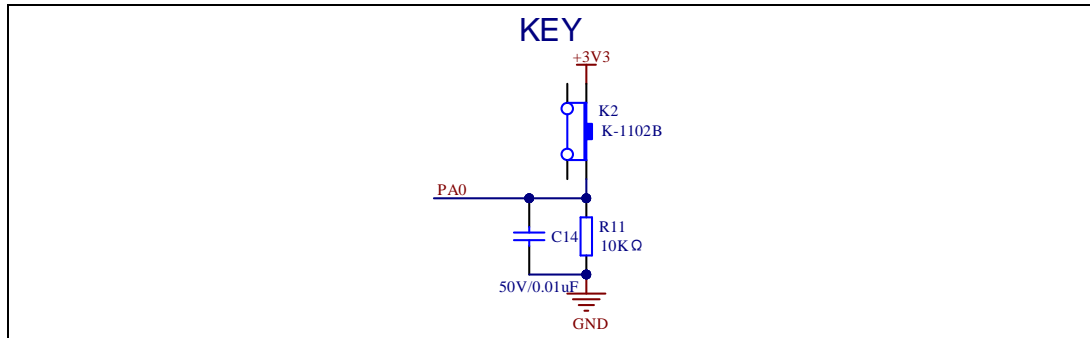 KEY
+3V3
K2
K-1102B
PA0
R11
C14
10KΩ
50V/0.01uF
GND